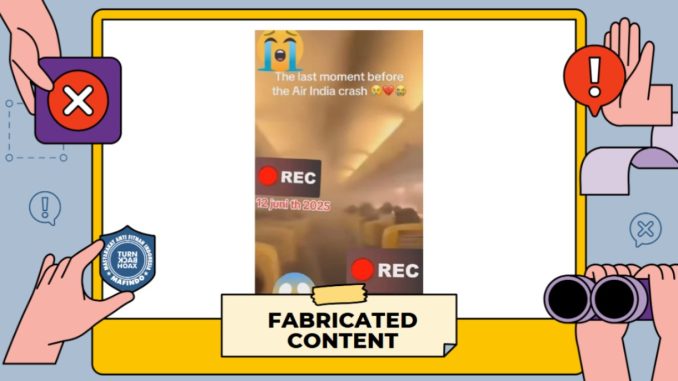 The last moment before
the Air India crash 😢💔😭
REC
12 juni th 2025
REC
MASYARAKAT ANTI FITNAH INDONESIA
TURN
BACK
HOAX
MAFINDO
FABRICATED
CONTENT